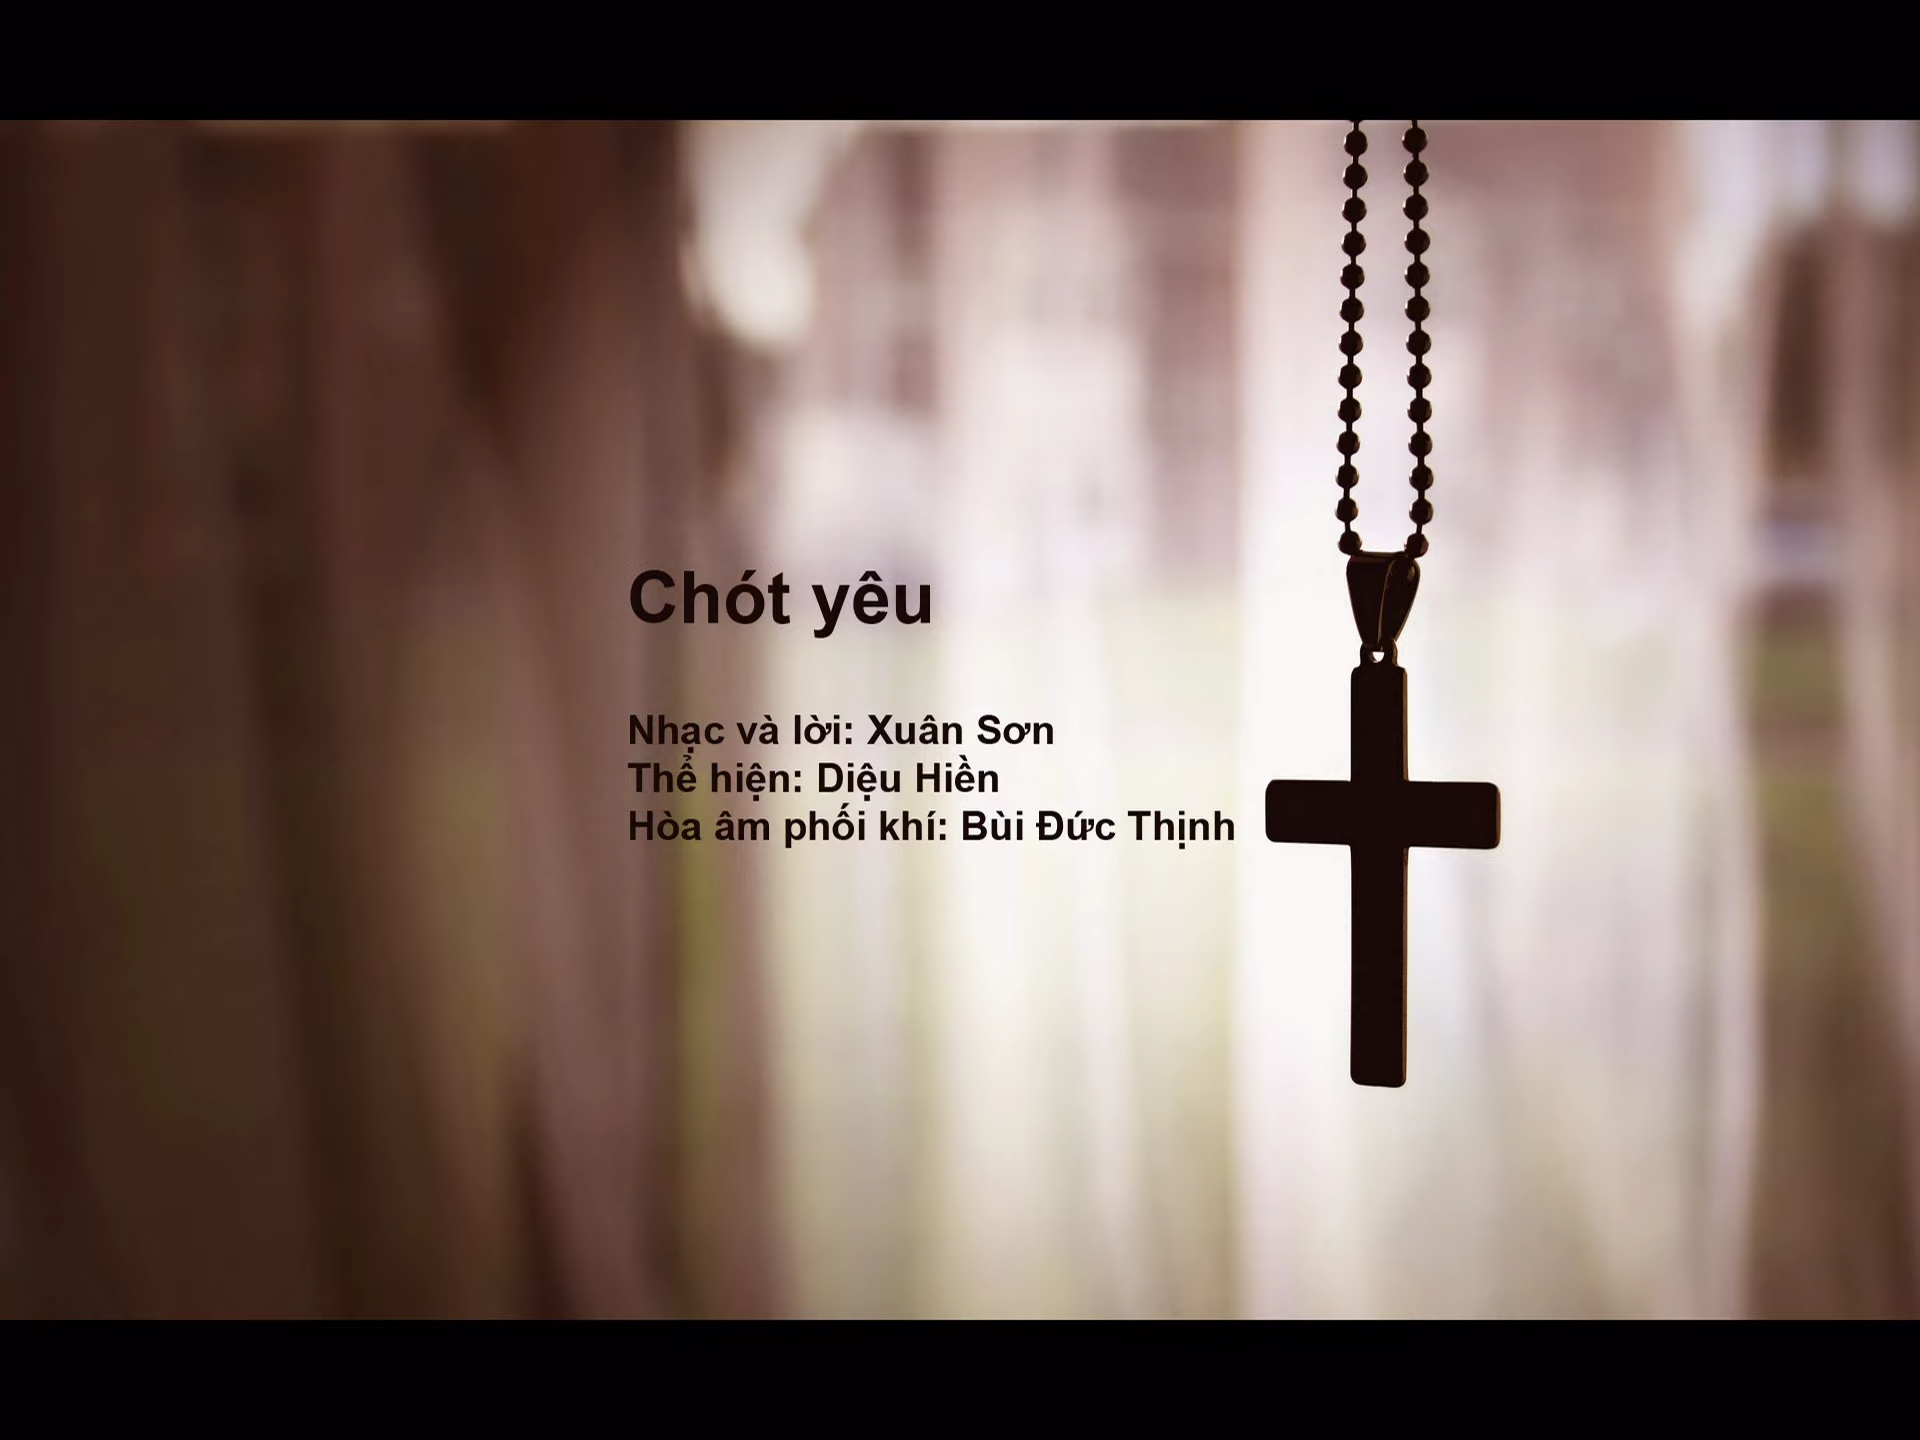 Chót yêu
Nhạc và lời: Xuân Sơn
Thể hiện: Diệu Hiền
Hòa âm phối khí: Bùi Đức Thịnh